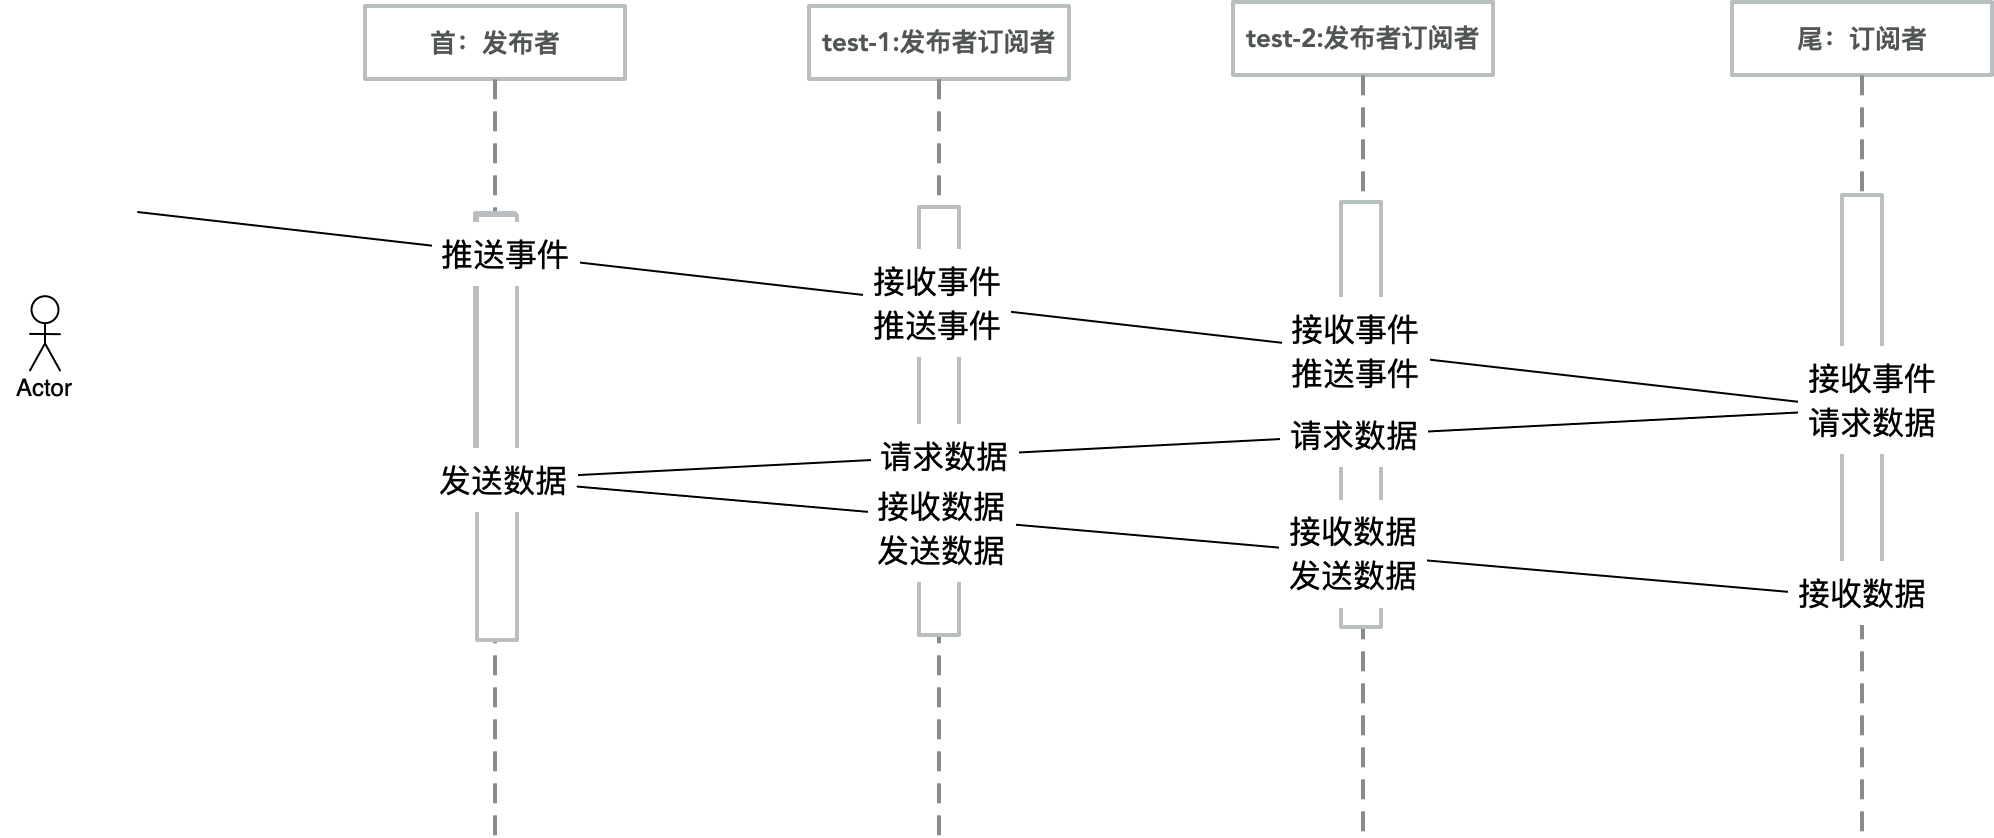 首：发布者
test-1:发布者订阅者
test-2:发布者订阅者
尾：订阅者
推送事件
接收事件
推送事件
接收事件
推送事件
接收事件
请求数据
Actor
请求数据
请求数据
发送数据
接收数据
发送数据
接收数据
发送数据
接收数据